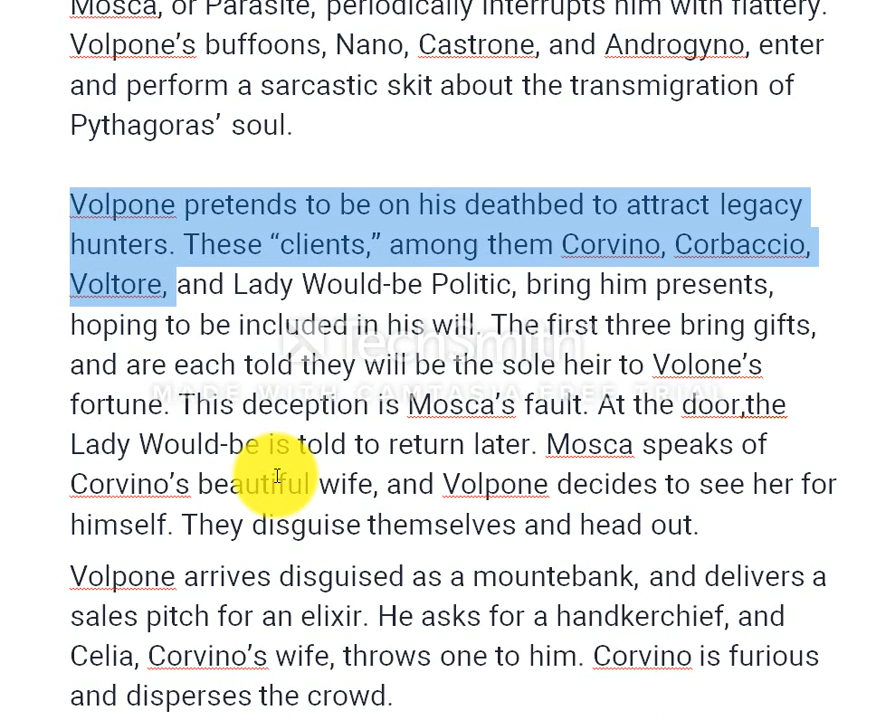 Mosca, or Parasite, periodically interrupts him with flattery.
Volpone’s buffoons, Nano, Castrone, and Androgyno, enter
and perform a sarcastic skit about the transmigration of
Pythagoras’ soul.
Volpone pretends to be on his deathbed to attract legacy
hunters. These “clients,” among them Corvino, Corbaccio,
Voltore, and Lady Would-be Politic, bring him presents,
hoping to be included in his will. The first three bring gifts,
TechSmith
and are each told they will be the sole heir to Volone’s
MADE WITH CAMTASIA FREE TRIAL
fortune. This deception is Mosca’s fault. At the door,the
Lady Would-be is told to return later. Mosca speaks of
Corvino’s beautiful wife, and Volpone decides to see her for
himself. They disguise themselves and head out.
Volpone arrives disguised as a mountebank, and delivers a
sales pitch for an elixir. He asks for a handkerchief, and
Celia, Corvino’s wife, throws one to him. Corvino is furious
and disperses the crowd.